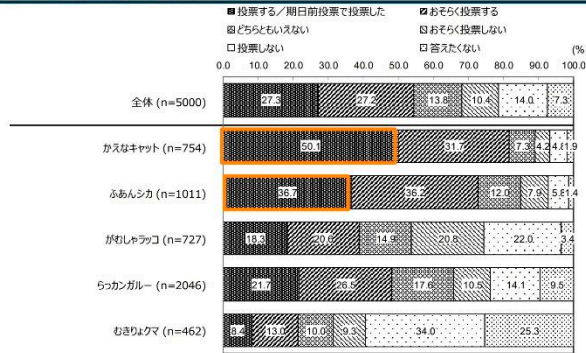 投票する/期日前投票で投票した おそらく投票する
どちらともいえない おそらく投票しない
投票しない 答えたくない
(%
0.0 10.0 20.0 30.0 40.0 50.0 60.0 70.0 80.0 90.0 100.0
全体 (n=5000) 27.3 27.2 13.8 10.4 14.0 7.3
かえなキャット (n=754) 50.1 31.7 7.3 4.2 4.8 1.9
ふあんシカ (n=1011) 36.7 36.2 12.0 7.9 5.8 1.4
がむしゃラッコ (n=727) 18.3 20.6 14.9 20.8 22.0 3.4
らっカンガルー (n=2046) 21.7 26.5 17.6 10.5 14.1 9.5
むきりょクマ (n=462) 8.4 13.0 10.0 9.3 34.0 25.3